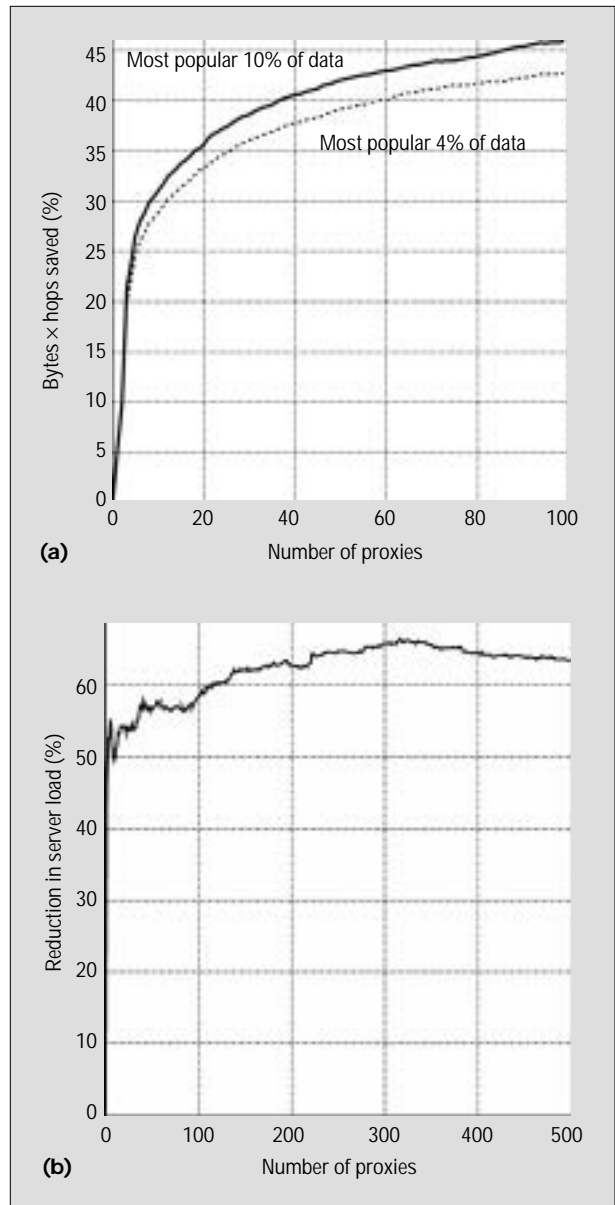 45
40
35
30
25
20
15
10
5
0
Most popular 10% of data
Most popular 4% of data
Bytes × hops saved (%)
0 20 40 60 80 100
(a)
Number of proxies
60
50
40
30
20
10
0
Reduction in server load (%)
0 100 200 300 400 500
(b)
Number of proxies